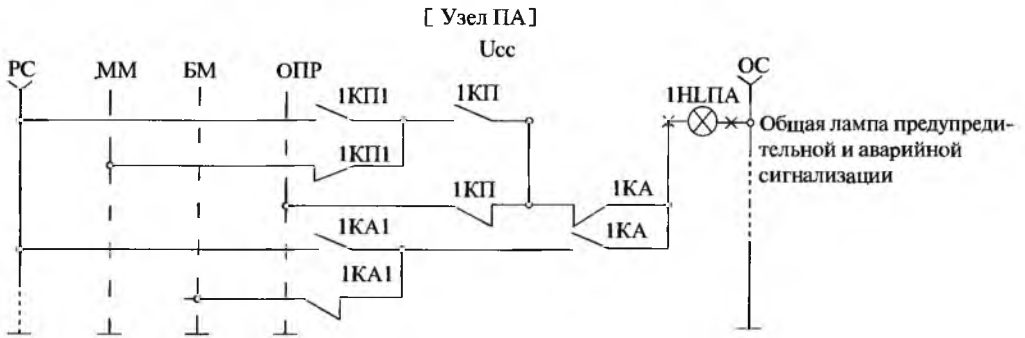 [ Узел ПА]
Uсс
РС ММ БМ ОПР ОС
1КП1 1КП 1HLПА
Общая лампа предупреди-
тельной и аварийной
сигнализации
1КП1
1КП 1КА
1КА1 1КА
1КА1